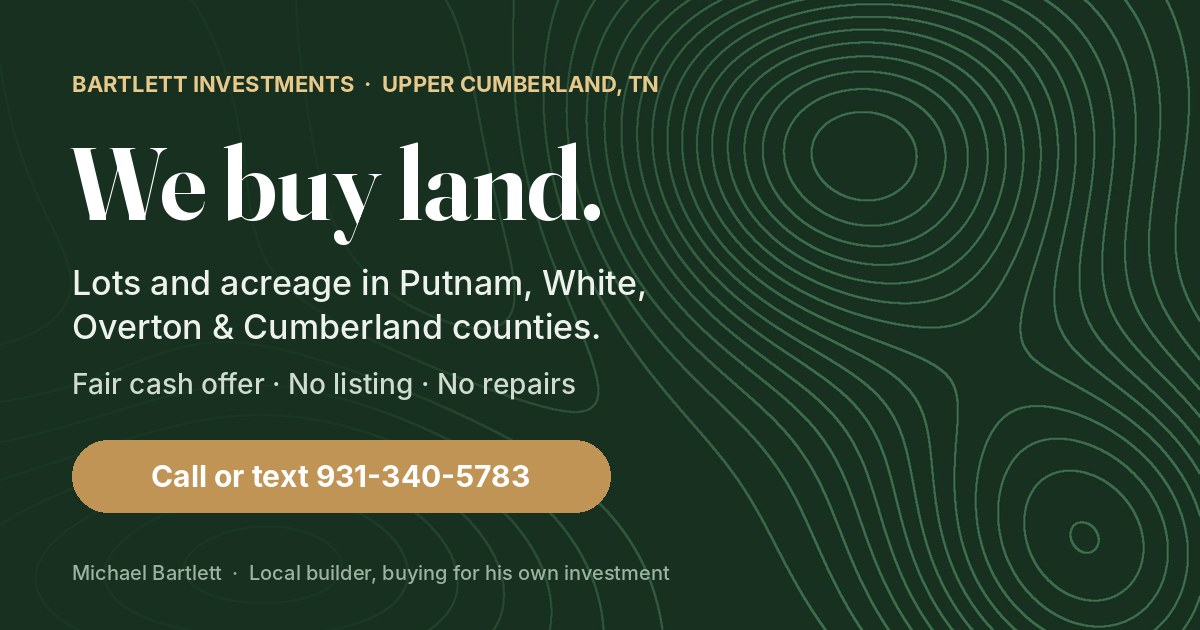 BARTLETT INVESTMENTS · UPPER CUMBERLAND, TN
We buy land.
Lots and acreage in Putnam, White,
Overton & Cumberland counties.
Fair cash offer · No listing · No repairs
Call or text 931-340-5783
Michael Bartlett · Local builder, buying for his own investment